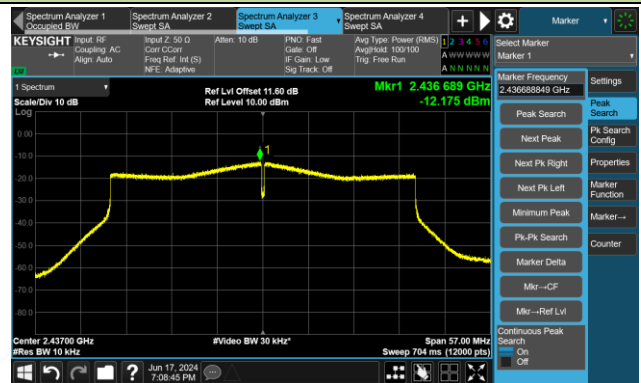 Spectrum Analyzer 1
Occupied BW
Spectrum Analyzer 2
Swept SA
Spectrum Analyzer 3
Swept SA
Spectrum Analyzer 4
Swept SA
Marker
KEYSIGHT
Input: RF
Coupling: AC
Align: Auto
Input Z: 50 Ω
Corr CCorr
Freq Ref: Int (S)
NFE: Adaptive
Atten: 10 dB
PNO: Fast
Gate: Off
IF Gain: Low
Sig Track: Off
Avg Type: Power (RMS)
Avg|Hold: 100/100
Trig: Free Run
1 2 3 4 5 6
A W W W W W
A N N N N N
Select Marker
Marker 1
1 Spectrum
Scale/Div 10 dB
Log
Ref Lvl Offset 11.60 dB
Ref Level 10.00 dBm
Mkr1 2.436 689 GHz
-12.175 dBm
0.00
-10.0
-20.0
-30.0
-40.0
-50.0
-60.0
-70.0
-80.0
1
Center 2.43700 GHz
#Res BW 10 kHz
#Video BW 30 kHz*
Span 57.00 MHz
Sweep 704 ms (12000 pts)
Marker Frequency
2.436688849 GHz
Peak Search
Next Peak
Next Pk Right
Next Pk Left
Minimum Peak
Pk-Pk Search
Marker Delta
Mkr→CF
Mkr→Ref Lvl
Continuous Peak
Search
On
Off
Settings
Peak
Search
Pk Search
Config
Properties
Marker
Function
Marker→
Counter
Jun 17, 2024
7:08:45 PM